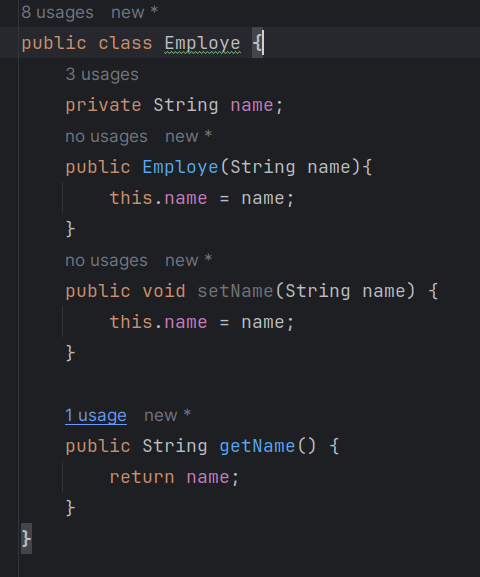 8 usages   new *
public class Employe {
    3 usages
    private String name;
    no usages   new *
    public Employe(String name){
        this.name = name;
    }
    no usages   new *
    public void setName(String name) {
        this.name = name;
    }

    1 usage   new *
    public String getName() {
        return name;
    }
}